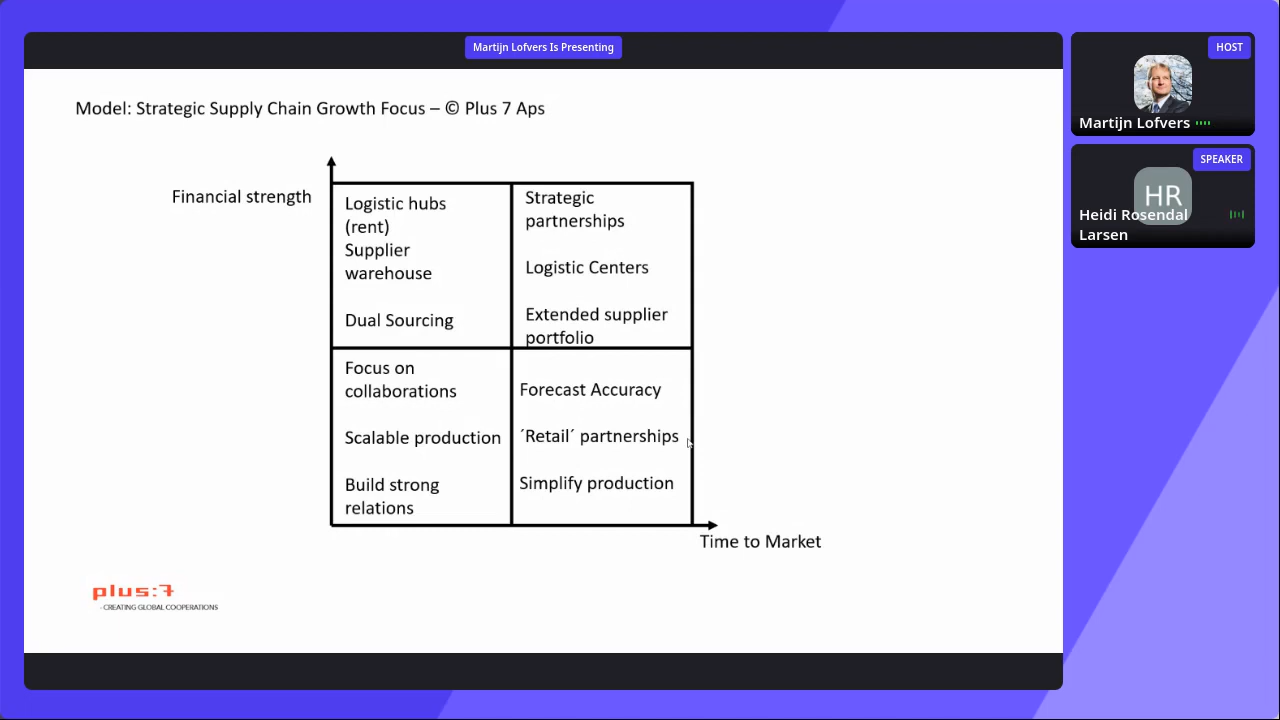 Martijn Lofvers Is Presenting
Model: Strategic Supply Chain Growth Focus – © Plus 7 Aps
Financial strength
Logistic hubs
(rent)
Supplier
warehouse
Dual Sourcing
Strategic
partnerships
Logistic Centers
Extended supplier
portfolio
Focus on
collaborations
Scalable production
Build strong
relations
Forecast Accuracy
´Retail´ partnerships
Simplify production
Time to Market
plus:7
- CREATING GLOBAL COOPERATIONS
HOST
Martijn Lofvers
SPEAKER
HR
Heidi Rosendal
Larsen